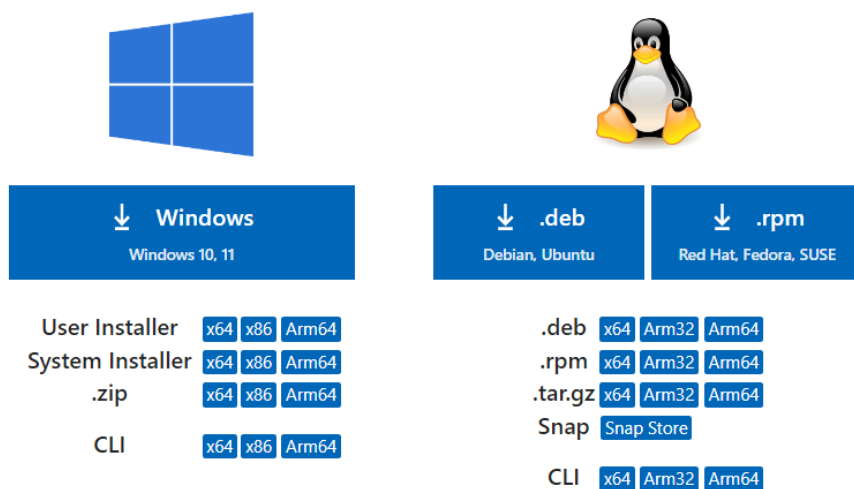 Windows
Windows 10, 11
User Installer x64 x86 Arm64
System Installer x64 x86 Arm64
.zip x64 x86 Arm64
CLI x64 x86 Arm64
.deb
Debian, Ubuntu
.rpm
Red Hat, Fedora, SUSE
.deb x64 Arm32 Arm64
.rpm x64 Arm32 Arm64
.tar.gz x64 Arm32 Arm64
Snap Snap Store
CLI x64 Arm32 Arm64